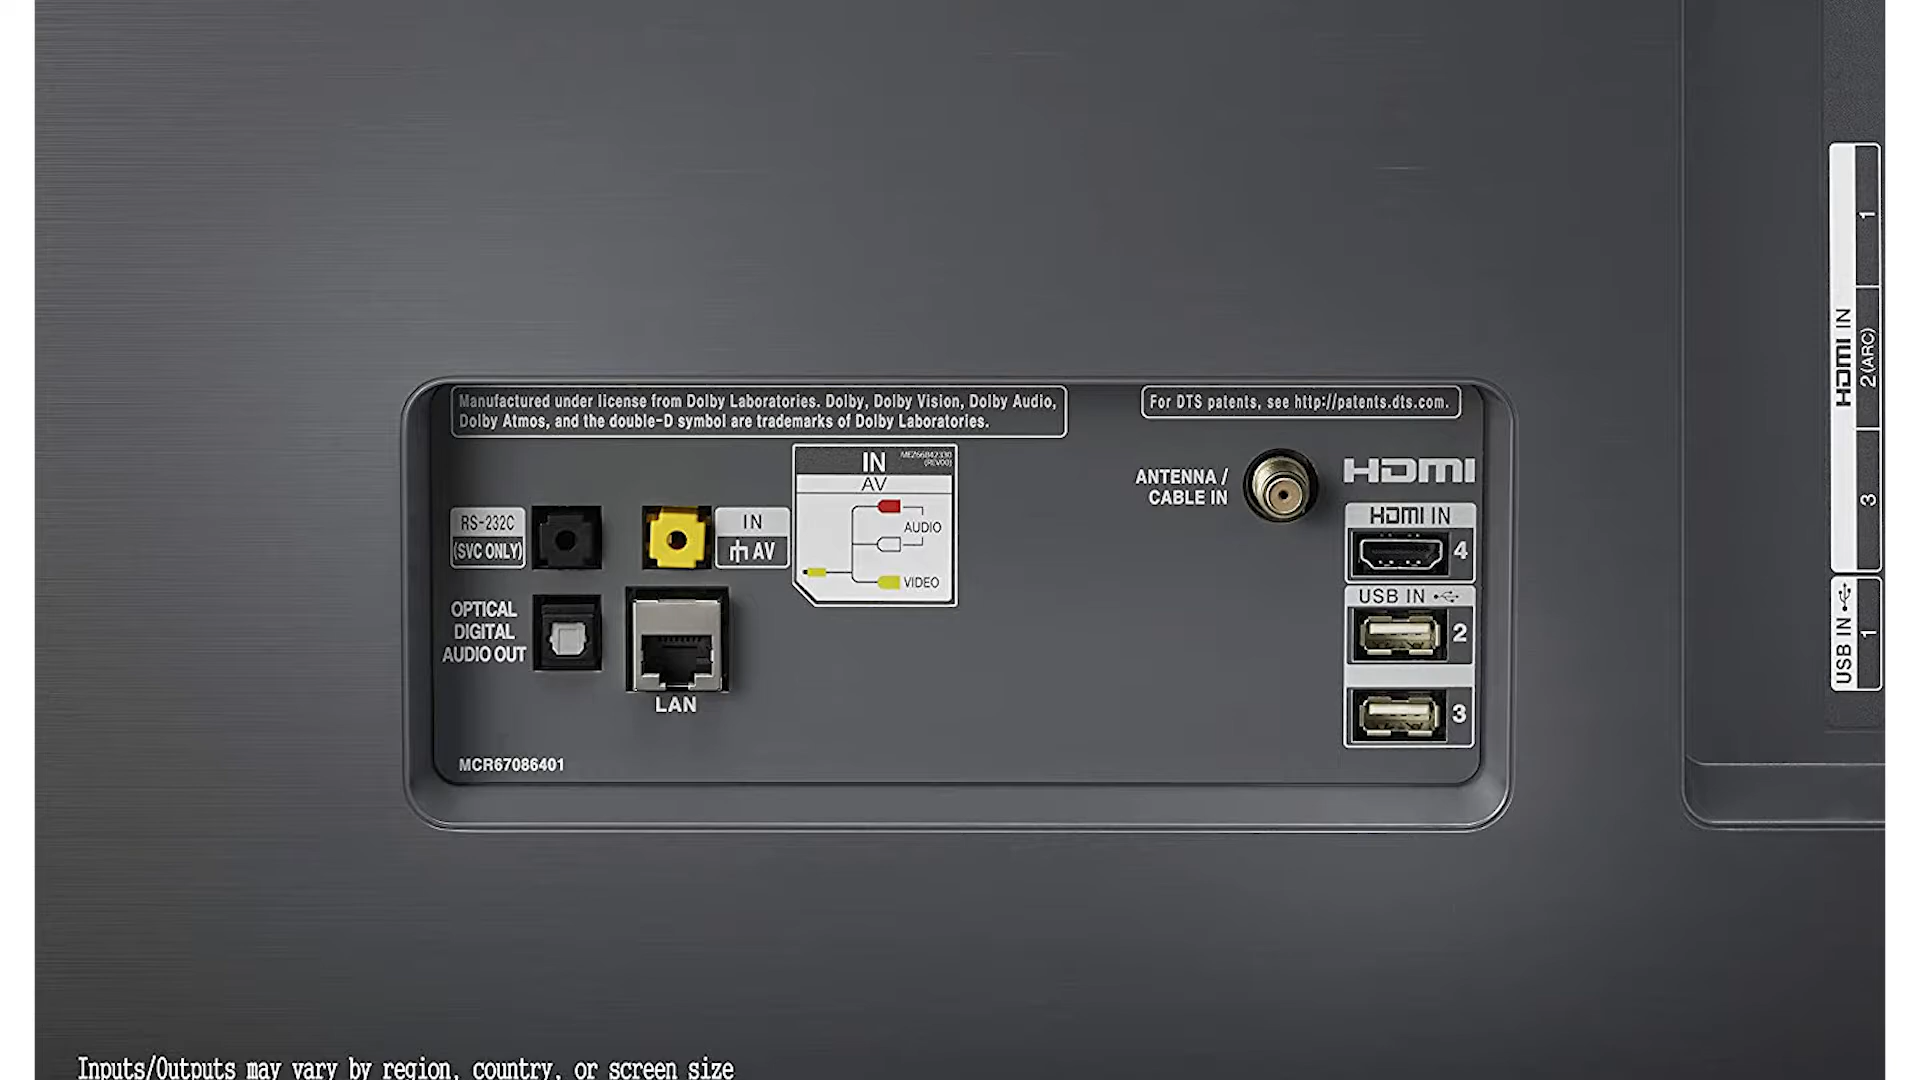 Manufactured under license from Dolby Laboratories. Dolby, Dolby Vision, Dolby Audio,
Dolby Atmos, and the double-D symbol are trademarks of Dolby Laboratories.
For DTS patents, see http://patents.dts.com.
IN
MEZ66842330
(REV00)
AV
AUDIO
VIDEO
RS-232C
(SVC ONLY)
IN
AV
OPTICAL
DIGITAL
AUDIO OUT
LAN
MCR67086401
ANTENNA /
CABLE IN
HDMI
HDMI IN
4
USB IN
2
3
HDMI IN
1
2(ARC)
3
USB IN
1
Inputs/Outputs may vary by region, country, or screen size